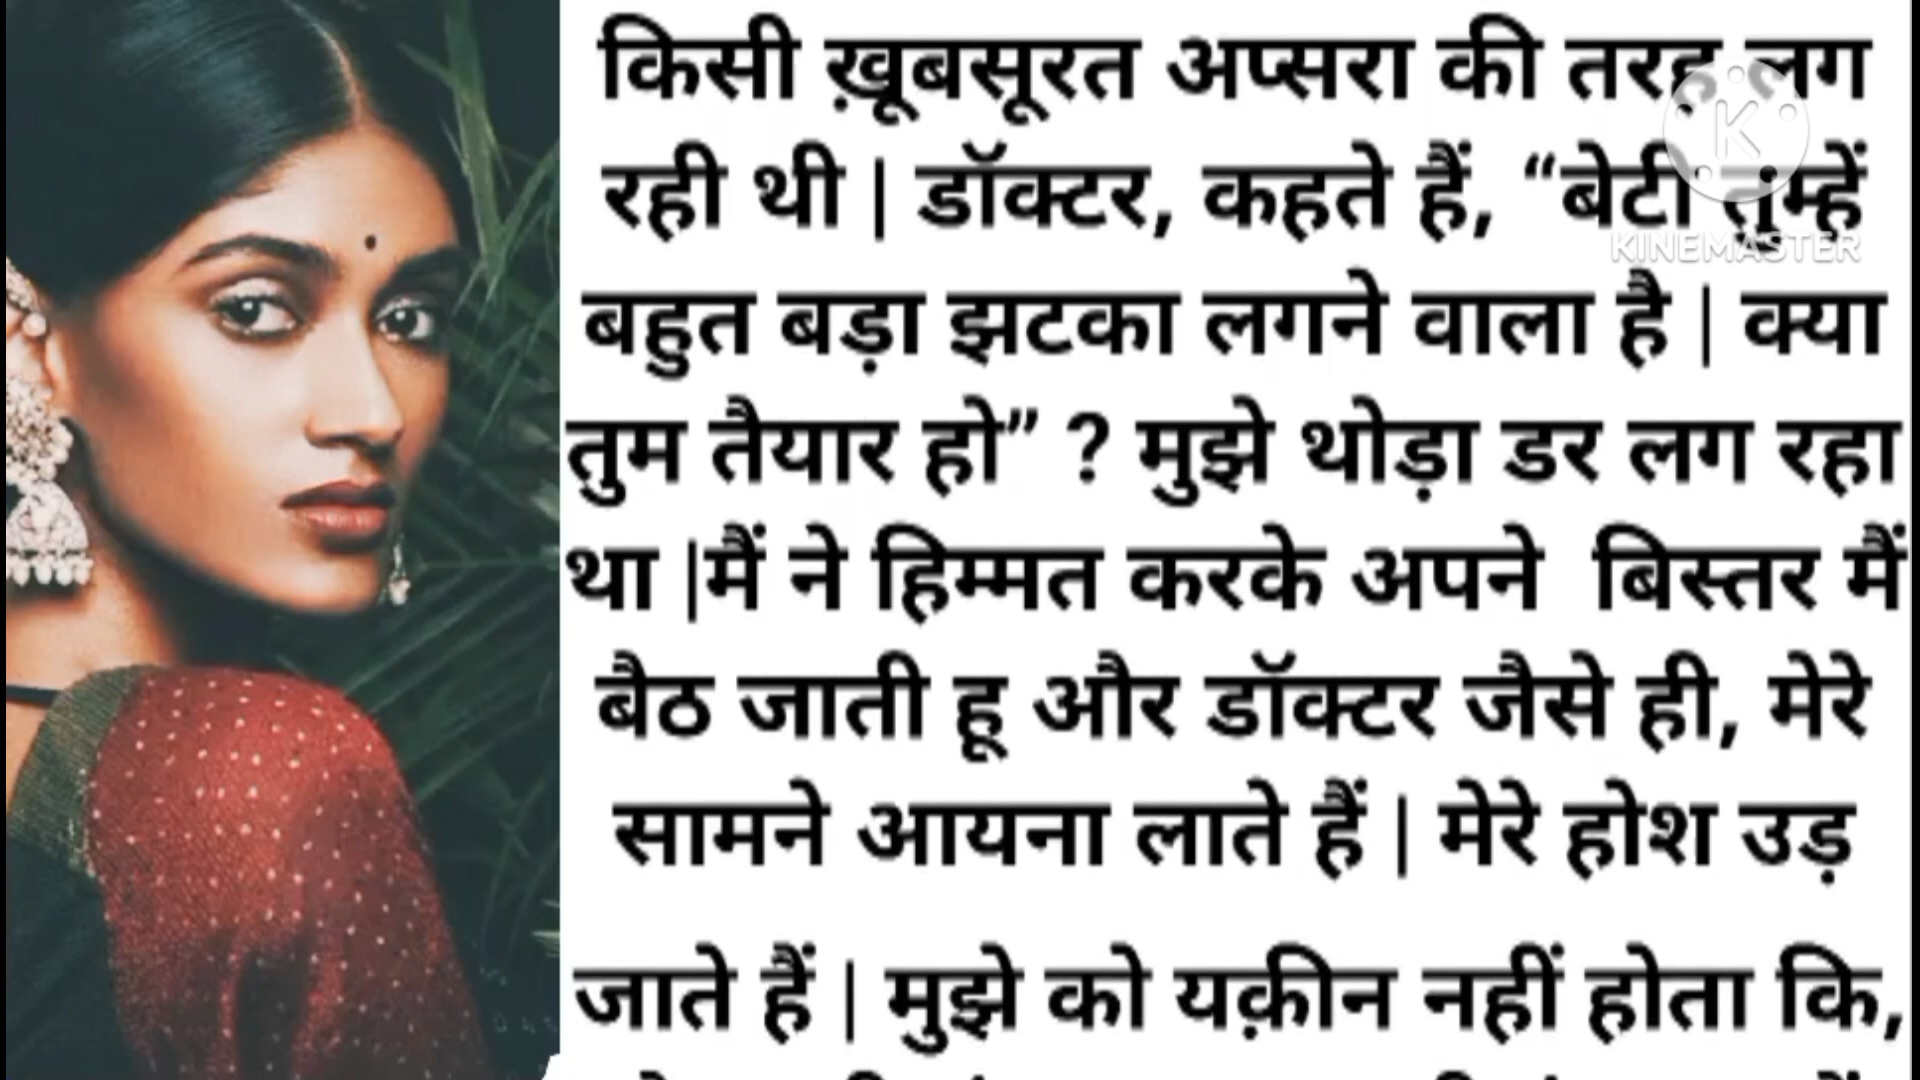 किसी ख़ूबसूरत अप्सरा की तरह लग
रही थी | डॉक्टर, कहते हैं, “बेटी तुम्हें
KINEMASTER
बहुत बड़ा झटका लगने वाला है | क्या
तुम तैयार हो” ? मुझे थोड़ा डर लग रहा
था |मैं ने हिम्मत करके अपने बिस्तर मैं
बैठ जाती हू और डॉक्टर जैसे ही, मेरे
सामने आयना लाते हैं | मेरे होश उड़
जाते हैं | मुझे को यक़ीन नहीं होता कि,